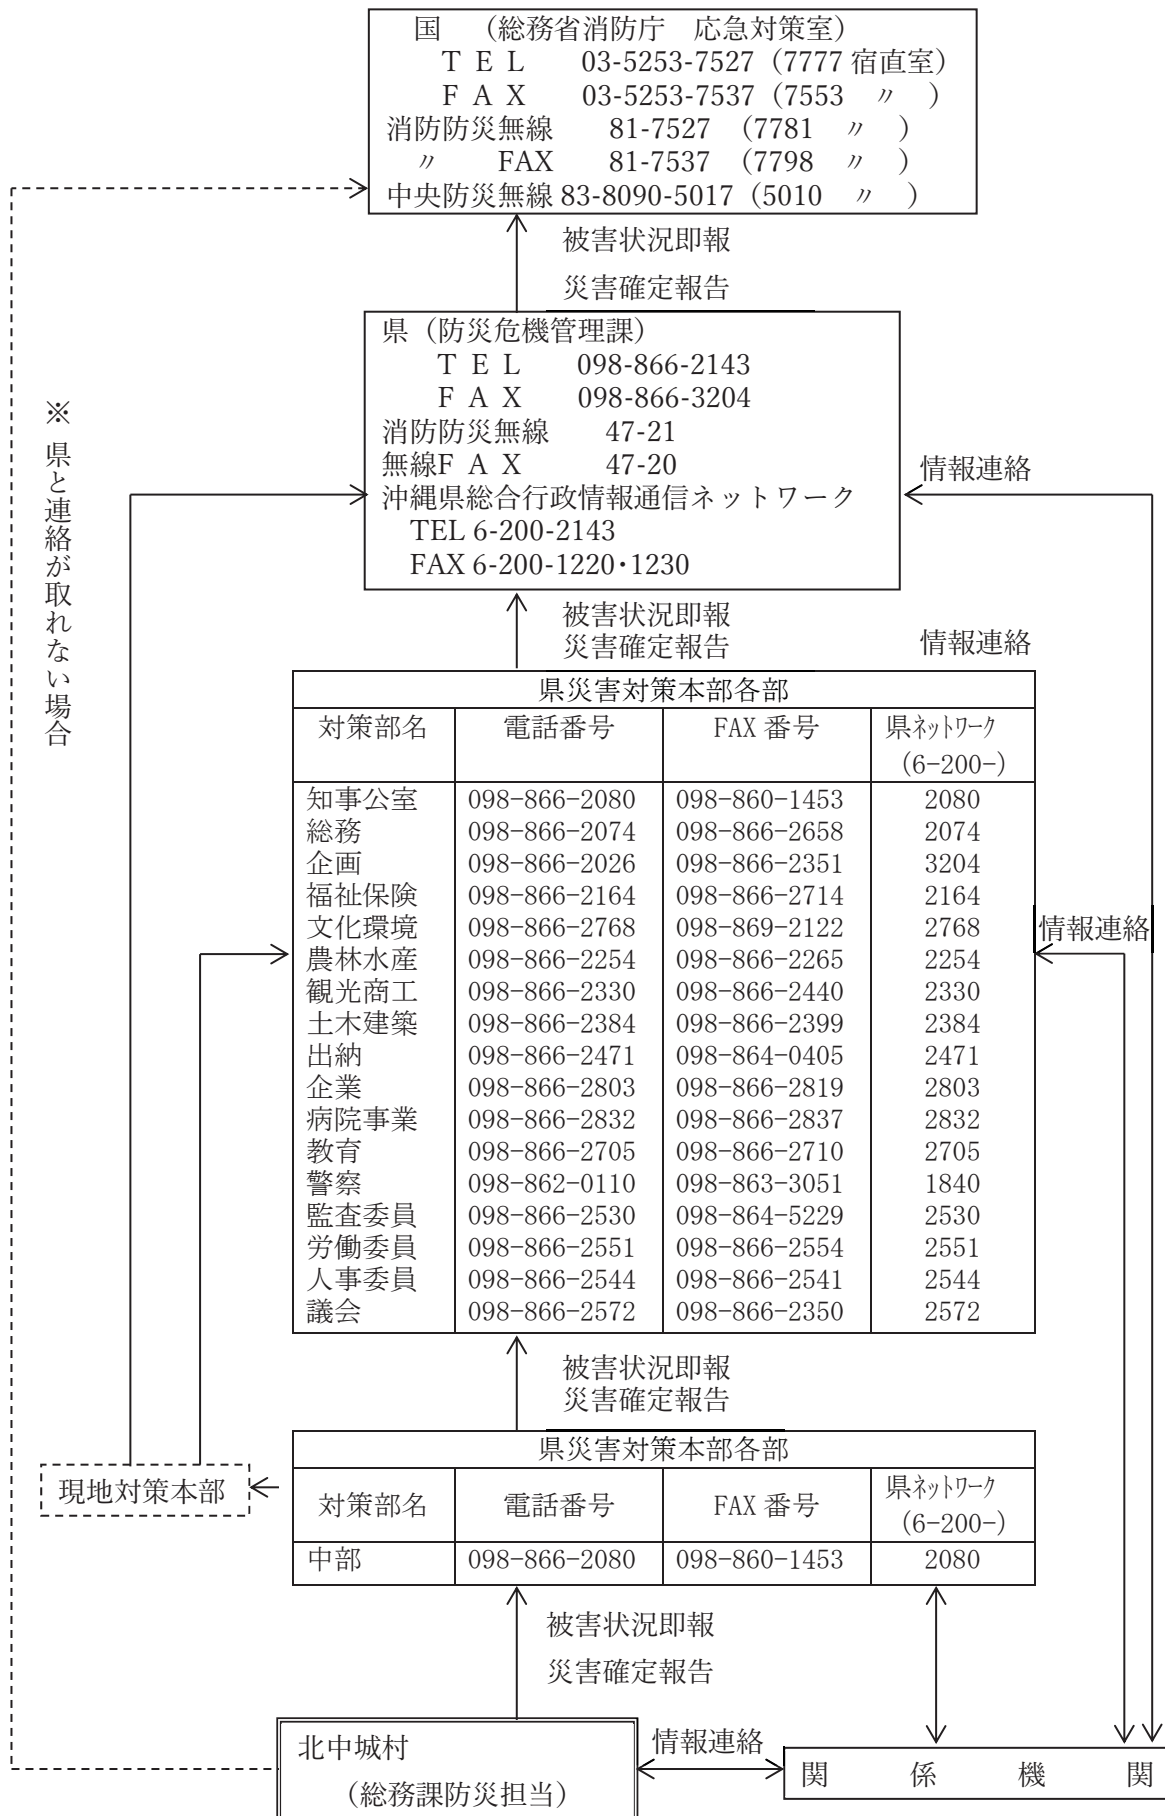 国　（総務省消防庁　応急対策室）
ＴＥＬ　03-5253-7527（7777 宿直室）
ＦＡＸ　03-5253-7537（7553　〃　）
消防防災無線　81-7527　（7781　〃　）
〃　FAX　81-7537　（7798　〃　）
中央防災無線 83-8090-5017（5010　〃　）
被害状況即報
災害確定報告
県（防災危機管理課）
ＴＥＬ　098-866-2143
ＦＡＸ　098-866-3204
消防防災無線　47-21
無線ＦＡＸ　47-20
沖縄県総合行政情報通信ネットワーク
TEL 6-200-2143
FAX 6-200-1220・1230
※ 県と連絡が取れない場合
情報連絡
被害状況即報
災害確定報告
情報連絡
県災害対策本部各部
対策部名　電話番号　FAX 番号　県ﾈｯﾄﾜｰｸ
（6-200-）
知事公室　098-866-2080　098-860-1453　2080
総務　098-866-2074　098-866-2658　2074
企画　098-866-2026　098-866-2351　3204
福祉保険　098-866-2164　098-866-2714　2164
文化環境　098-866-2768　098-869-2122　2768
農林水産　098-866-2254　098-866-2265　2254
観光商工　098-866-2330　098-866-2440　2330
土木建築　098-866-2384　098-866-2399　2384
出納　098-866-2471　098-864-0405　2471
企業　098-866-2803　098-866-2819　2803
病院事業　098-866-2832　098-866-2837　2832
教育　098-866-2705　098-866-2710　2705
警察　098-862-0110　098-863-3051　1840
監査委員　098-866-2530　098-864-5229　2530
労働委員　098-866-2551　098-866-2554　2551
人事委員　098-866-2544　098-866-2541　2544
議会　098-866-2572　098-866-2350　2572
情報連絡
被害状況即報
災害確定報告
現地対策本部
県災害対策本部各部
対策部名　電話番号　FAX 番号　県ﾈｯﾄﾜｰｸ
（6-200-）
中部　098-866-2080　098-860-1453　2080
被害状況即報
災害確定報告
北中城村
（総務課防災担当）
情報連絡
関　係　機　関